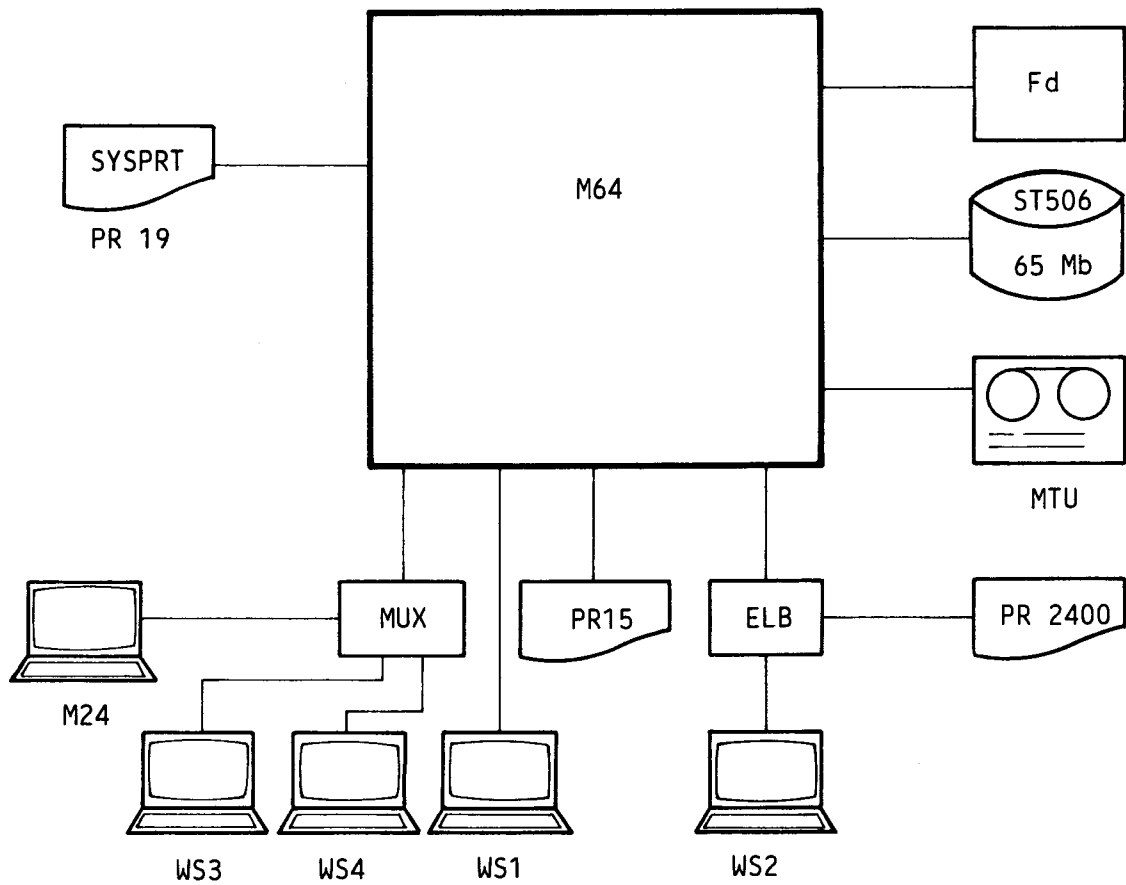 Fd
SYSPRT
PR 19
M64
ST506
65 Mb
MTU
MUX
PR15
ELB
PR 2400
M24
WS3
WS4
WS1
WS2